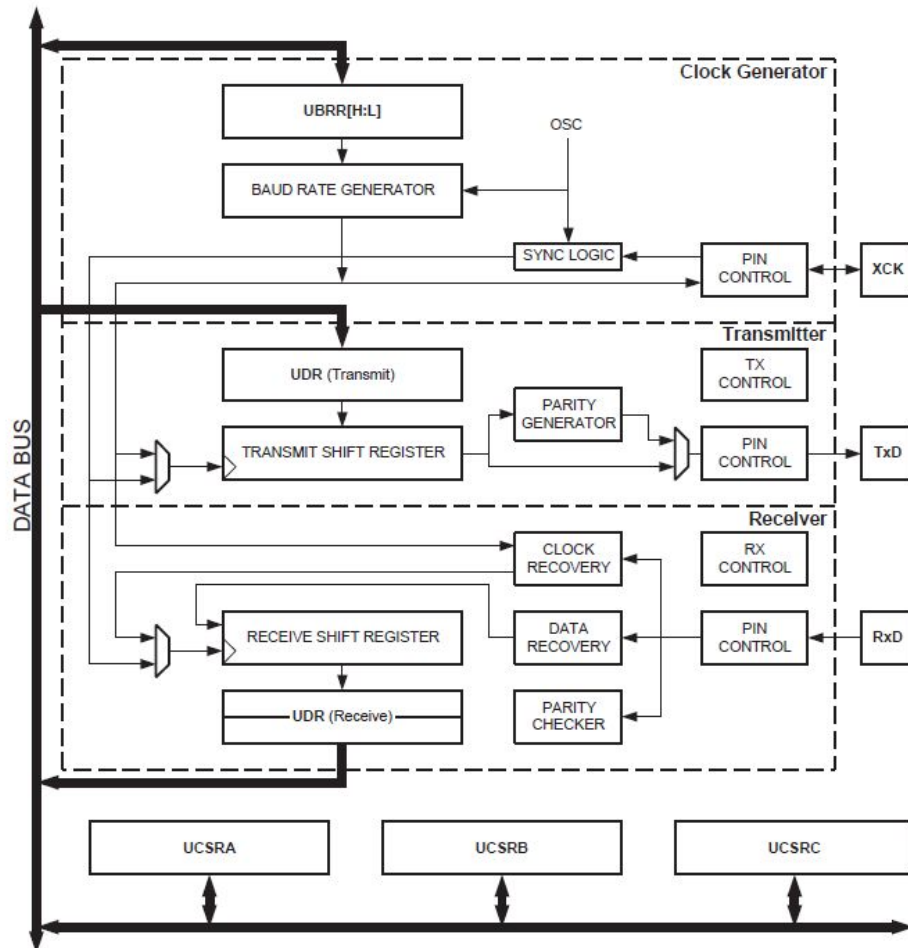 Clock Generator
UBRR[H:L]
OSC
BAUD RATE GENERATOR
SYNC LOGIC
PIN
CONTROL
XCK
Transmitter
UDR (Transmit)
TX
CONTROL
PARITY
GENERATOR
TRANSMIT SHIFT REGISTER
PIN
CONTROL
TxD
DATA BUS
Receiver
CLOCK
RECOVERY
RX
CONTROL
RECEIVE SHIFT REGISTER
DATA
RECOVERY
PIN
CONTROL
RxD
UDR (Receive)
PARITY
CHECKER
UCSRA
UCSRB
UCSRC